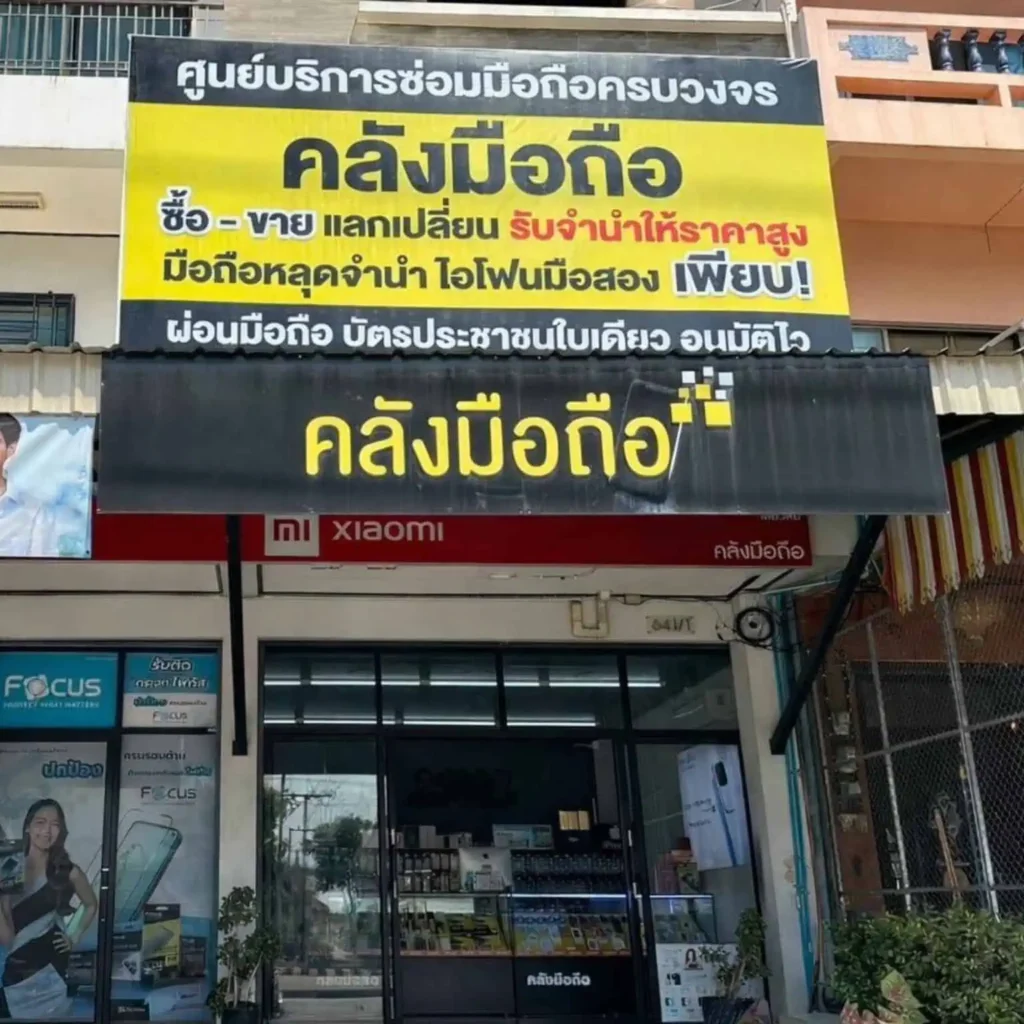 ศูนย์บริการซ่อมมือถือครบวงจร
คลังมือถือ
ซื้อ - ขาย แลกเปลี่ยน รับจำนำให้ราคาสูง
มือถือหลุดจำนำ ไอโฟนมือสอง เพียบ!
ผ่อนมือถือ บัตรประชาชนใบเดียว อนุมัติไว
คลังมือถือ
mi xiaomi
คลังมือถือ
FOCUS
FOCUS
ปกป้อง
FOCUS
คลังมือถือ
คลังมือถือ